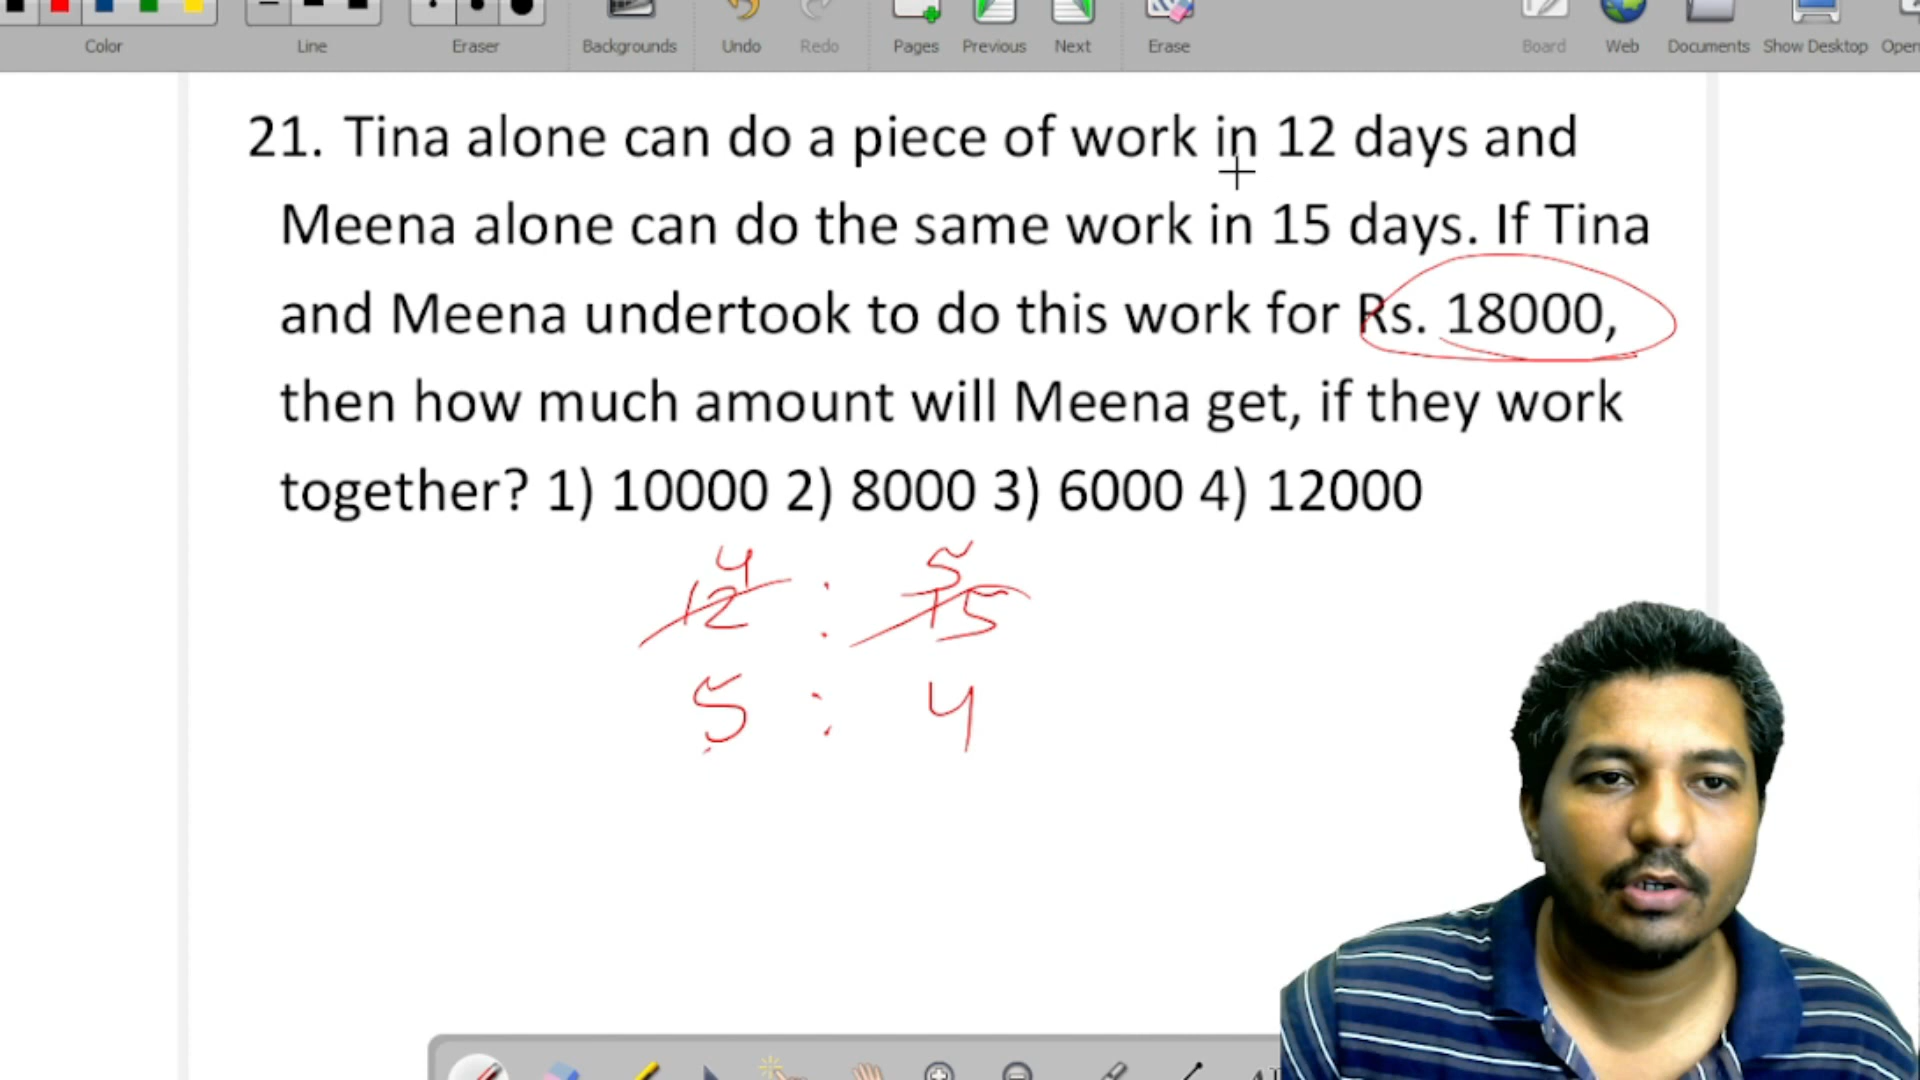 Color Line Eraser Backgrounds Undo Redo Pages Previous Next Erase Board Web Documents Show Desktop
21. Tina alone can do a piece of work in 12 days and
Meena alone can do the same work in 15 days. If Tina
and Meena undertook to do this work for Rs. 18000,
then how much amount will Meena get, if they work
together? 1) 10000 2) 8000 3) 6000 4) 12000
4 5
12 : 15
5 : 4